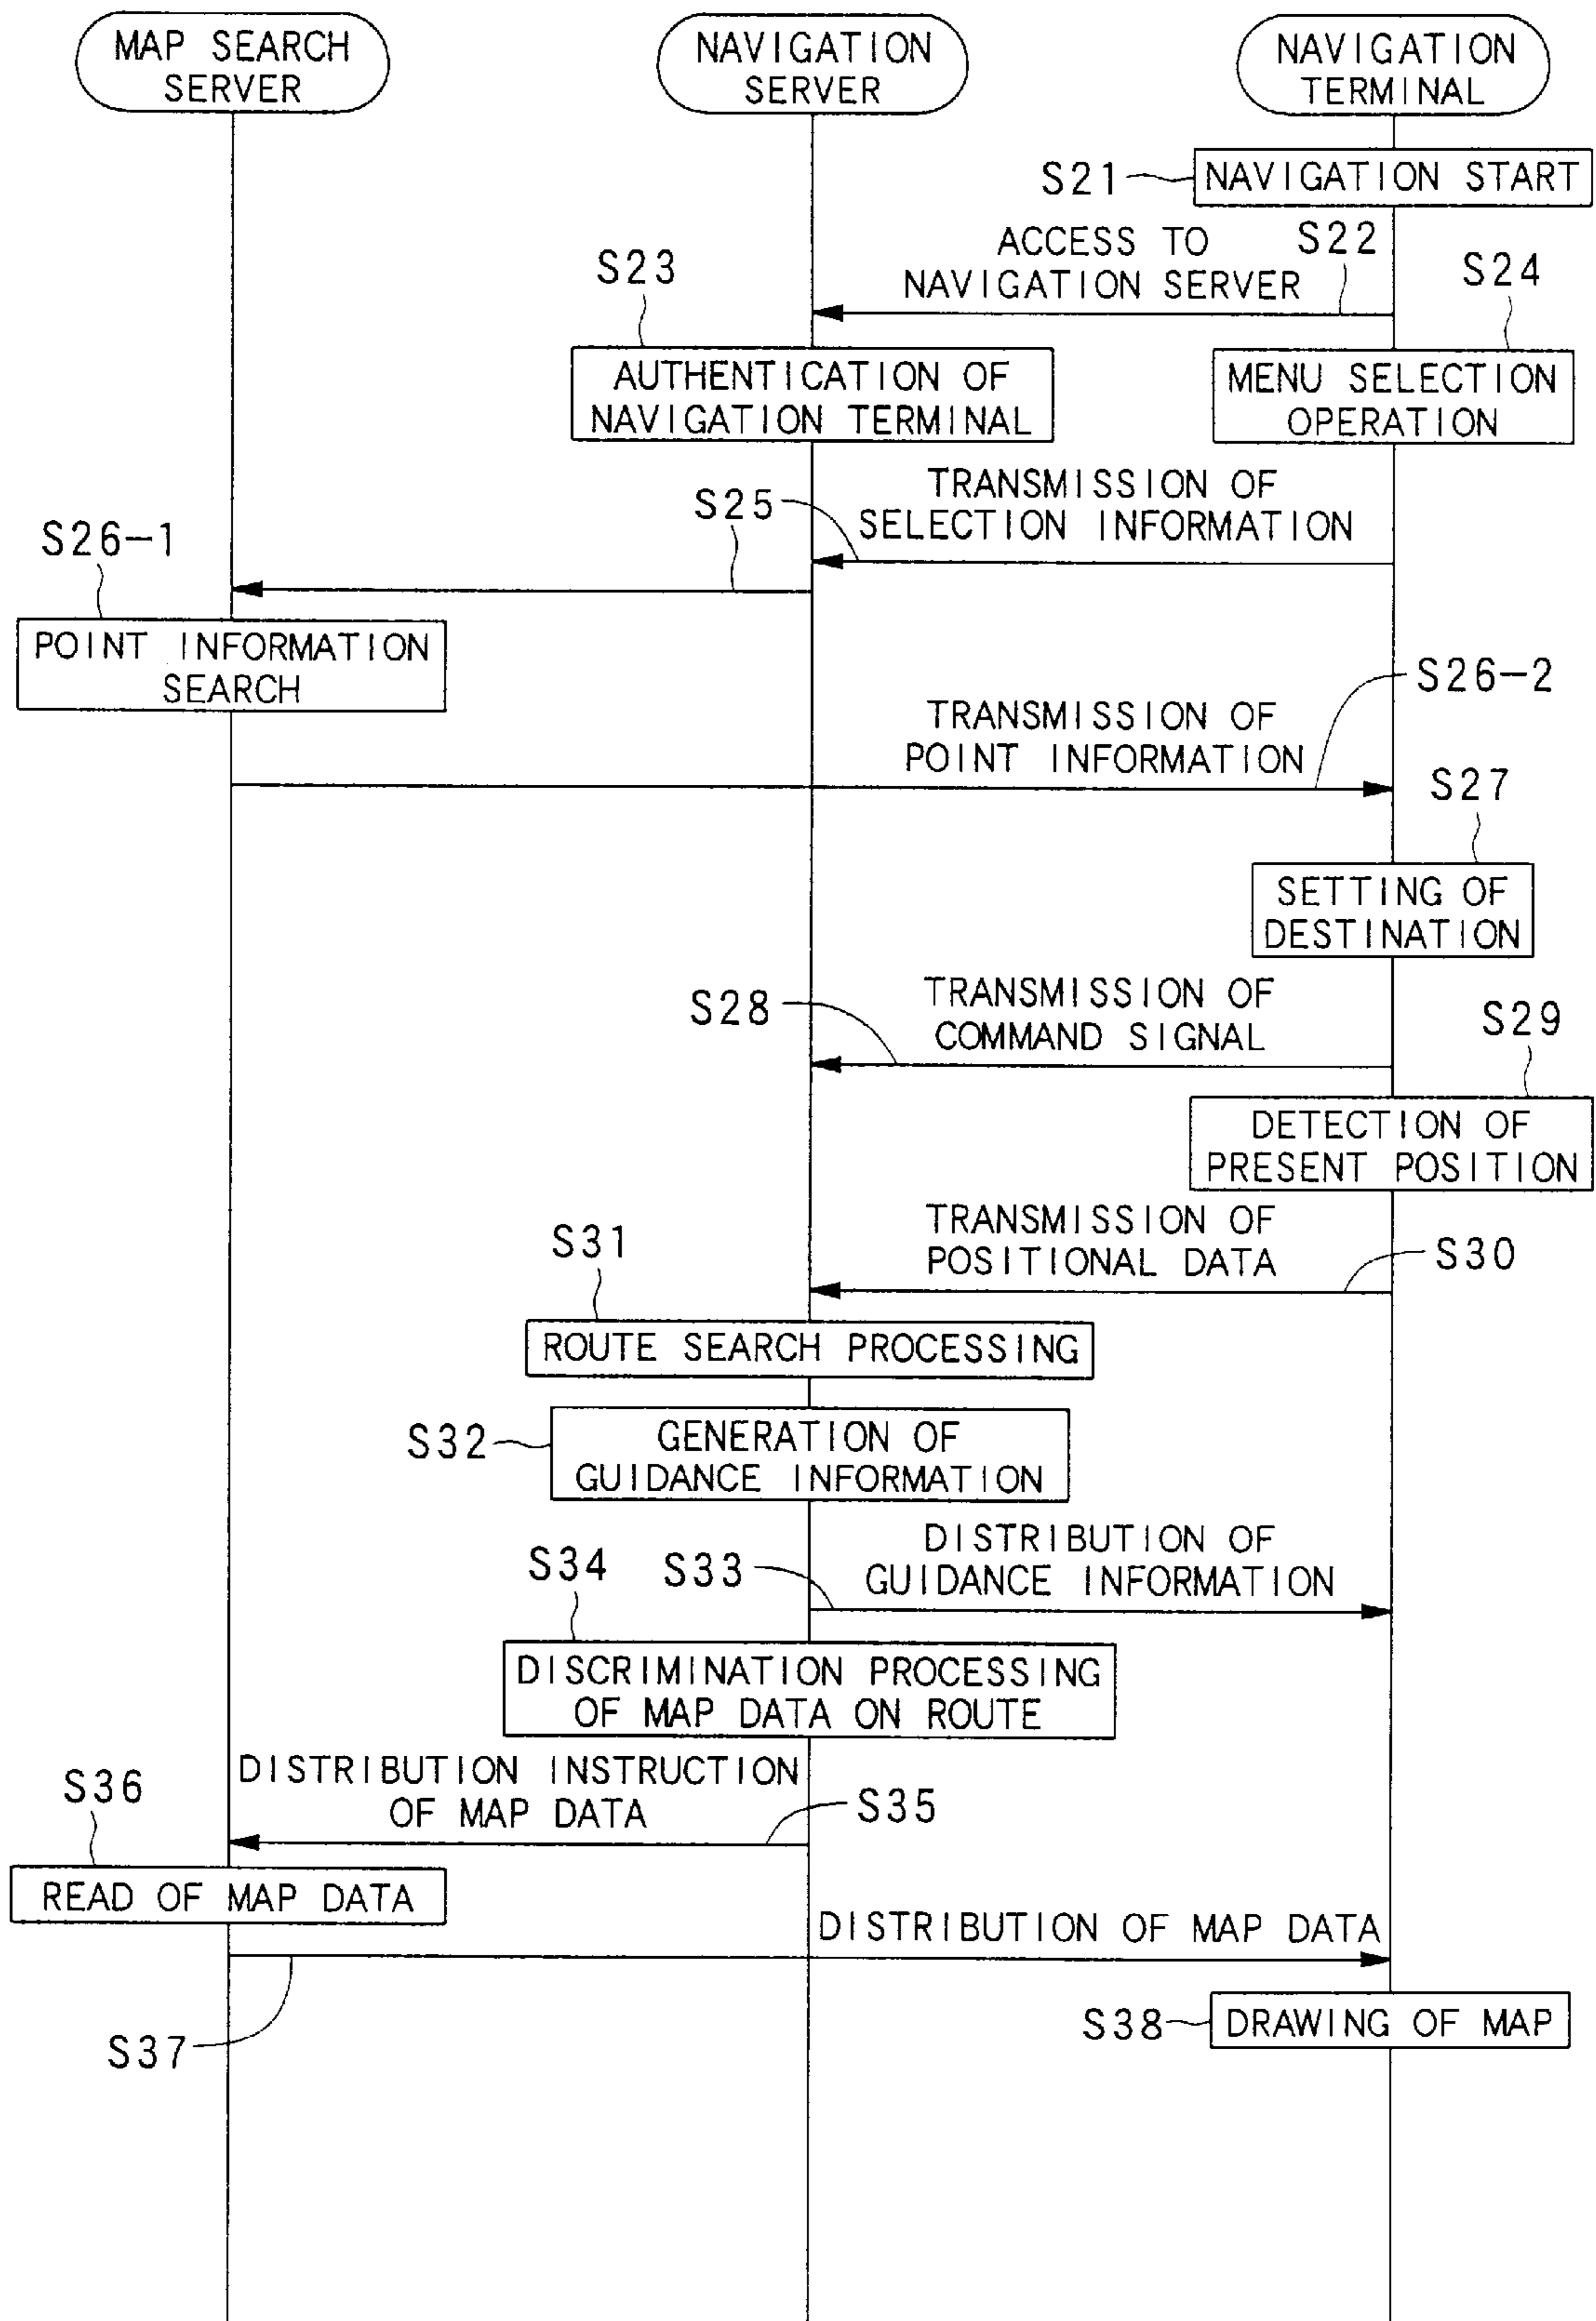 MAP SEARCH
SERVER
NAVIGATION
SERVER
NAVIGATION
TERMINAL
S21
NAVIGATION START
ACCESS TO
NAVIGATION SERVER
S22
S23
S24
AUTHENTICATION OF
NAVIGATION TERMINAL
MENU SELECTION
OPERATION
TRANSMISSION OF
SELECTION INFORMATION
S25
S26-1
POINT INFORMATION
SEARCH
S26-2
TRANSMISSION OF
POINT INFORMATION
S27
SETTING OF
DESTINATION
S28
TRANSMISSION OF
COMMAND SIGNAL
S29
DETECTION OF
PRESENT POSITION
TRANSMISSION OF
POSITIONAL DATA
S30
S31
ROUTE SEARCH PROCESSING
S32
GENERATION OF
GUIDANCE INFORMATION
DISTRIBUTION OF
GUIDANCE INFORMATION
S33
S34
DISCRIMINATION PROCESSING
OF MAP DATA ON ROUTE
DISTRIBUTION INSTRUCTION
OF MAP DATA
S35
S36
READ OF MAP DATA
DISTRIBUTION OF MAP DATA
S37
S38
DRAWING OF MAP